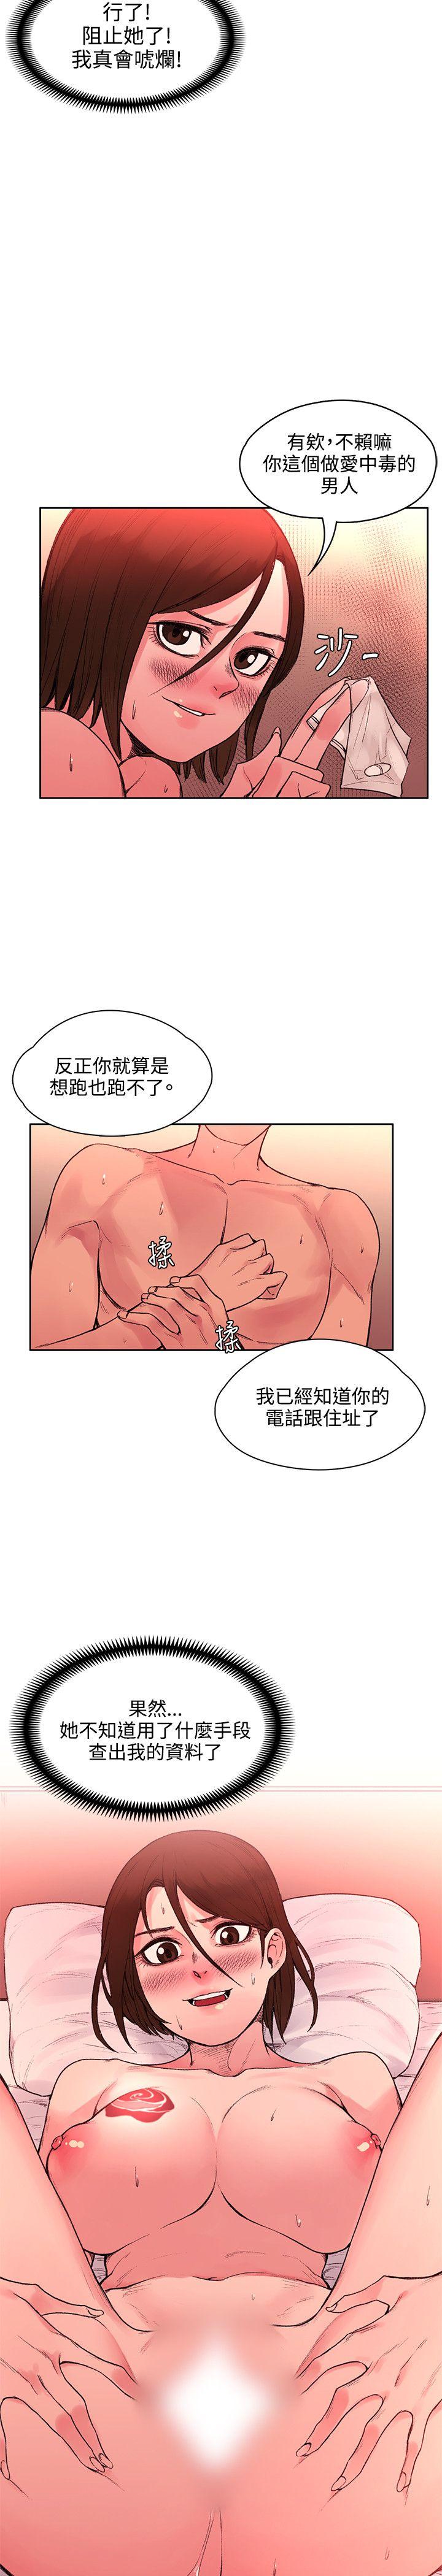 行了!
阻止她了!
我真會唬爛!
有欸,不賴嘛
你這個做愛中毒的
男人
沙-
反正你就算是
想跑也跑不了。
揉
揉
我已經知道你的
電話跟住址了
果然...
她不知道用了什麼手段
查出我的資料了